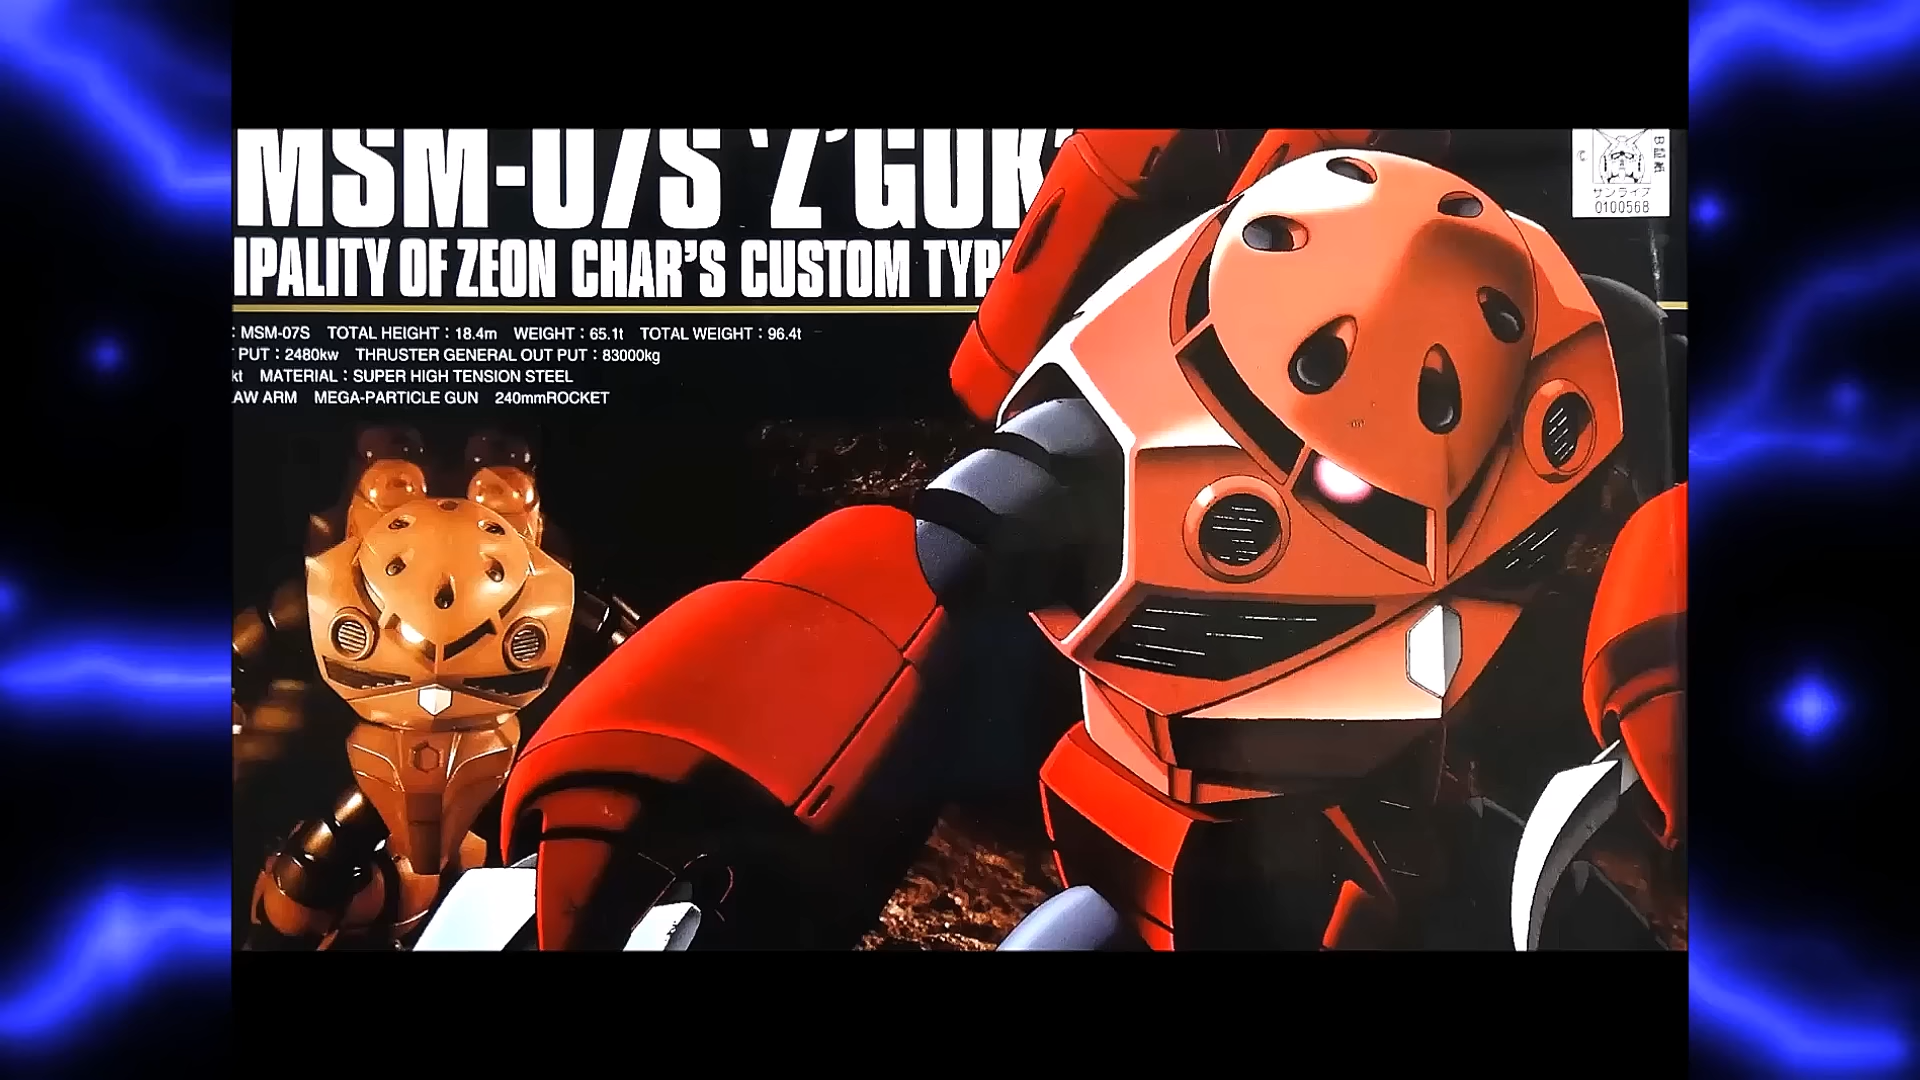 MSM-07S 'Z'GOK'
IPALITY OF ZEON CHAR'S CUSTOM TYP
: MSM-07S TOTAL HEIGHT : 18.4m WEIGHT : 65.1t TOTAL WEIGHT : 96.4t
PUT : 2480kw THRUSTER GENERAL OUT PUT : 83000kg
kt MATERIAL : SUPER HIGH TENSION STEEL
AW ARM MEGA-PARTICLE GUN 240mmROCKET
サンライズ
0100568